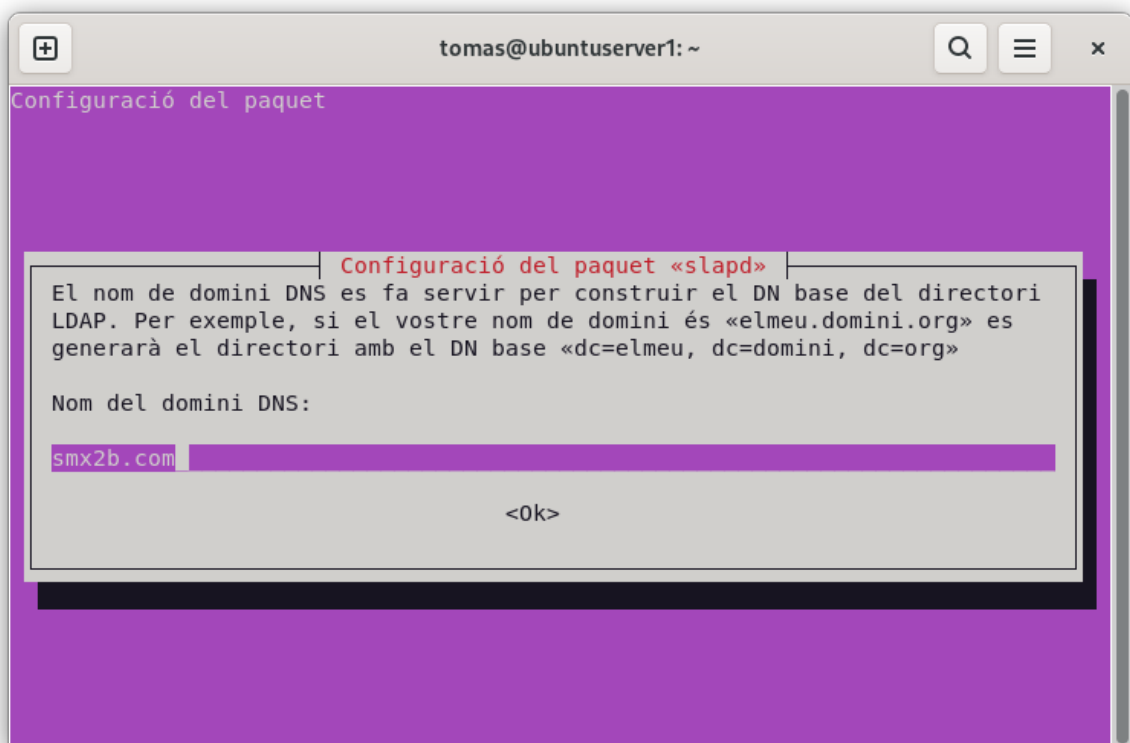 tomas@ubuntuserver1: ~
Configuració del paquet
Configuració del paquet «slapd»
El nom de domini DNS es fa servir per construir el DN base del directori
LDAP. Per exemple, si el vostre nom de domini és «elmeu.domini.org» es
generarà el directori amb el DN base «dc=elmeu, dc=domini, dc=org»
Nom del domini DNS:
smx2b.com
<Ok>